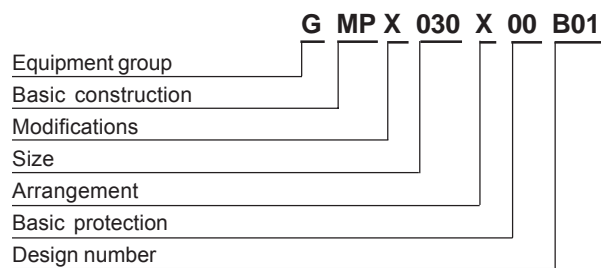 G MP X 030 X 00 B01
Equipment group
Basic construction
Modifications
Size
Arrangement
Basic protection
Design number